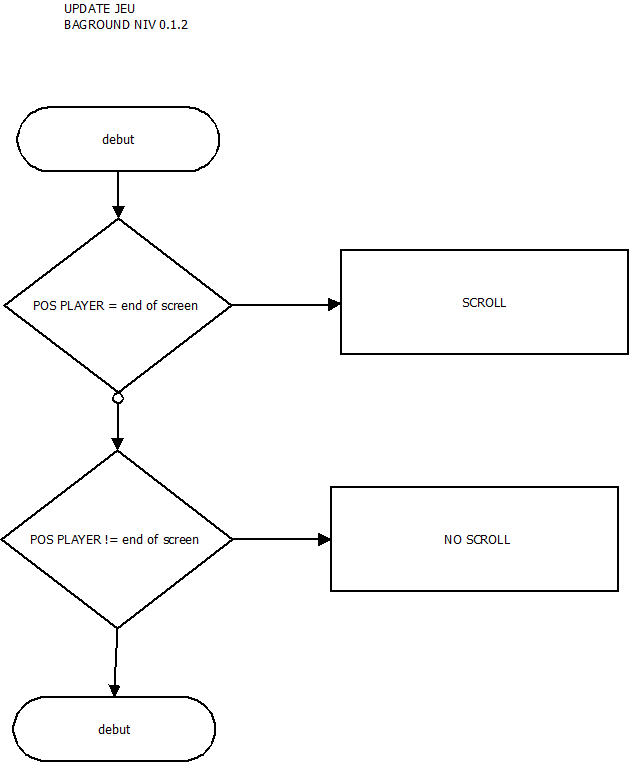 UPDATE JEU
BAGROUND NIV 0.1.2
debut
POS PLAYER = end of screen
SCROLL
POS PLAYER != end of screen
NO SCROLL
debut